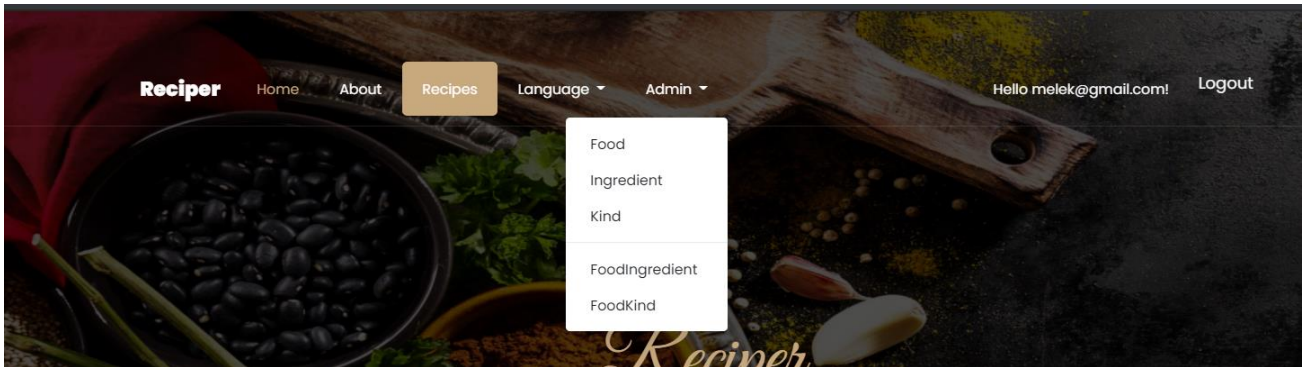 Reciper Home About Recipes Language Admin Hello melek@gmail.com! Logout
Food
Ingredient
Kind
FoodIngredient
FoodKind
Reciper